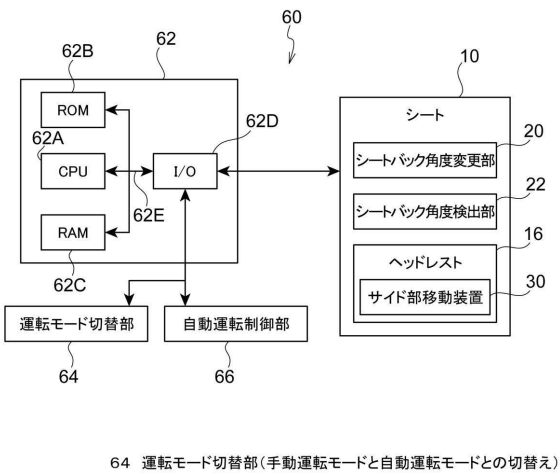 60
62B
62
10
ROM
62D
シート
62A
20
CPU
I/O
シートバック角度変更部
62E
22
シートバック角度検出部
RAM
16
62C
ヘッドレスト
30
サイド部移動装置
運転モード切替部
自動運転制御部
64
66
64 運転モード切替部(手動運転モードと自動運転モードとの切替え)